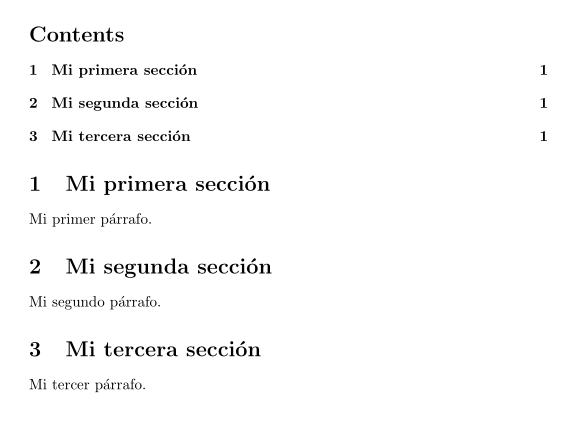 Contents
1 Mi primera sección 1
2 Mi segunda sección 1
3 Mi tercera sección 1
1 Mi primera sección
Mi primer párrafo.
2 Mi segunda sección
Mi segundo párrafo.
3 Mi tercera sección
Mi tercer párrafo.